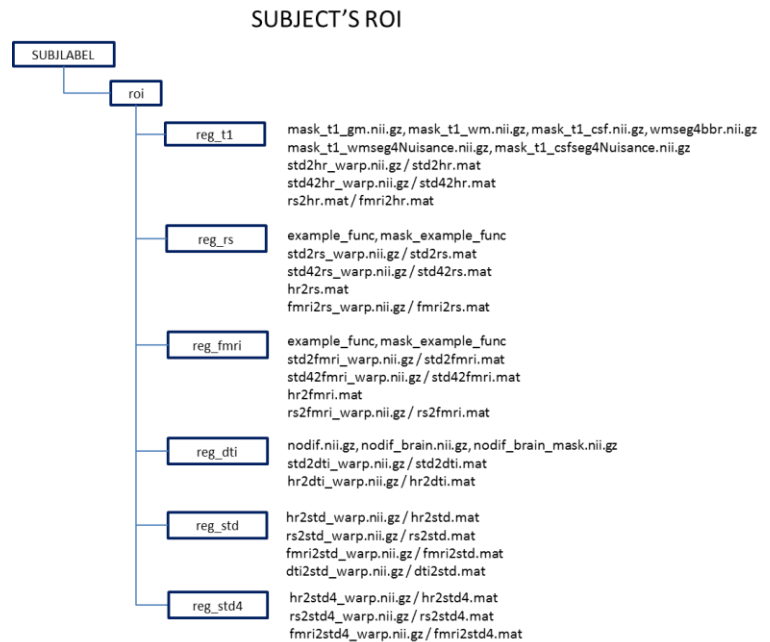 SUBJECT'S ROI
SUBJLABEL
roi
reg_t1
mask_t1_gm.nii.gz, mask_t1_wm.nii.gz, mask_t1_csf.nii.gz, wmseg4bbr.nii.gz
mask_t1_wmseg4Nuisance.nii.gz, mask_t1_csfseg4Nuisance.nii.gz
std2hr_warp.nii.gz / std2hr.mat
std42hr_warp.nii.gz / std42hr.mat
rs2hr.mat / fmri2hr.mat
reg_rs
example_func, mask_example_func
std2rs_warp.nii.gz / std2rs.mat
std42rs_warp.nii.gz / std42rs.mat
hr2rs.mat
fmri2rs_warp.nii.gz / fmri2rs.mat
reg_fmri
example_func, mask_example_func
std2fmri_warp.nii.gz / std2fmri.mat
std42fmri_warp.nii.gz / std42fmri.mat
hr2fmri.mat
rs2fmri_warp.nii.gz / rs2fmri.mat
reg_dti
nodif.nii.gz, nodif_brain.nii.gz, nodif_brain_mask.nii.gz
std2dti_warp.nii.gz / std2dti.mat
hr2dti_warp.nii.gz / hr2dti.mat
reg_std
hr2std_warp.nii.gz / hr2std.mat
rs2std_warp.nii.gz / rs2std.mat
fmri2std_warp.nii.gz / fmri2std.mat
dti2std_warp.nii.gz / dti2std.mat
reg_std4
hr2std4_warp.nii.gz / hr2std4.mat
rs2std4_warp.nii.gz / rs2std4.mat
fmri2std4_warp.nii.gz / fmri2std4.mat